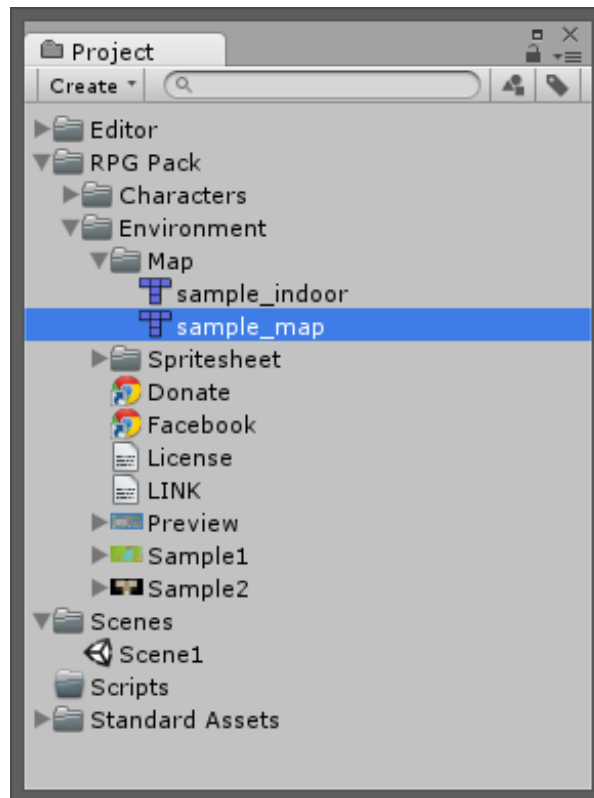 Project
Create
Editor
RPG Pack
Characters
Environment
Map
sample_indoor
sample_map
Spritesheet
Donate
Facebook
License
LINK
Preview
Sample1
Sample2
Scenes
Scene1
Scripts
Standard Assets